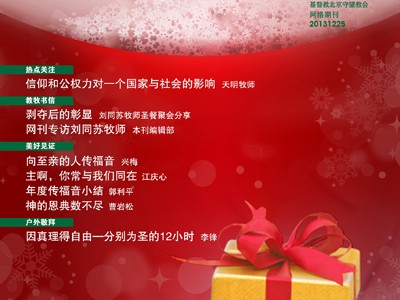 基督教北京守望教会
网络期刊
20131225
热点关注
信仰和公权力对一个国家与社会的影响 天明牧师
教牧书信
剥夺后的彰显 刘同苏牧师圣餐聚会分享
网刊专访刘同苏牧师 本刊编辑部
美好见证
向至亲的人传福音 兴梅
主啊，你常与我们同在 江庆心
年度传福音小结 郭利平
神的恩典数不尽 曹岩松
户外敬拜
因真理得自由—分别为圣的12小时 李锋